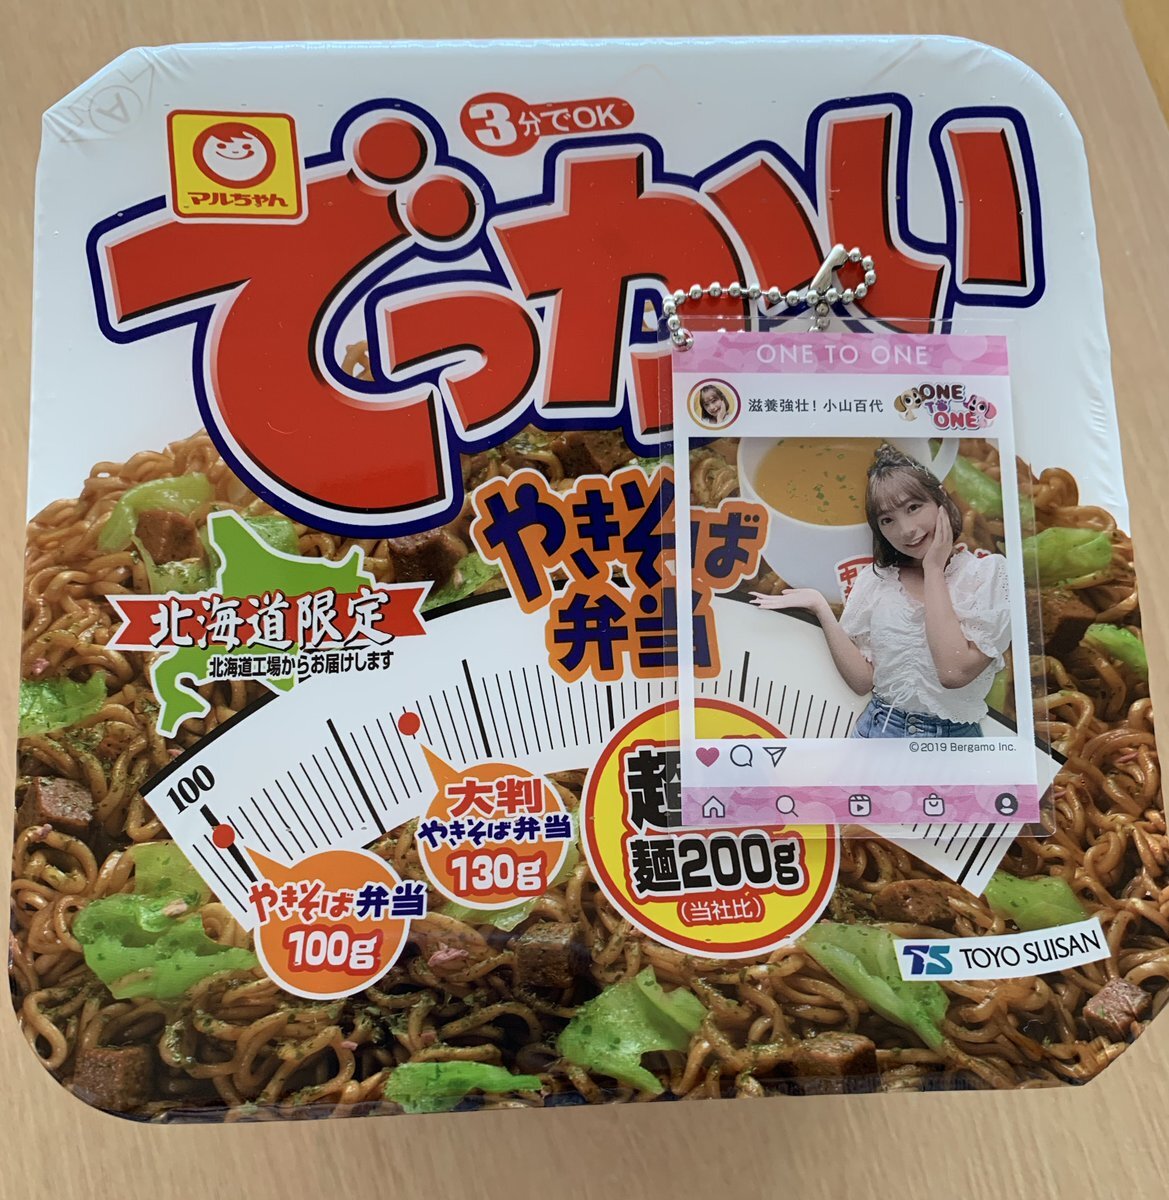 3分でOK
マルちゃん
でっかい
ONE TO ONE
滋養強壮！小山百代
ONE
TO
ONE
やきそば
弁当
北海道限定
北海道工場からお届けします
©2019 Bergamo Inc.
100
大判
やきそば弁当
130g
超
麺200g
(当社比)
やきそば弁当
100g
TS TOYO SUISAN